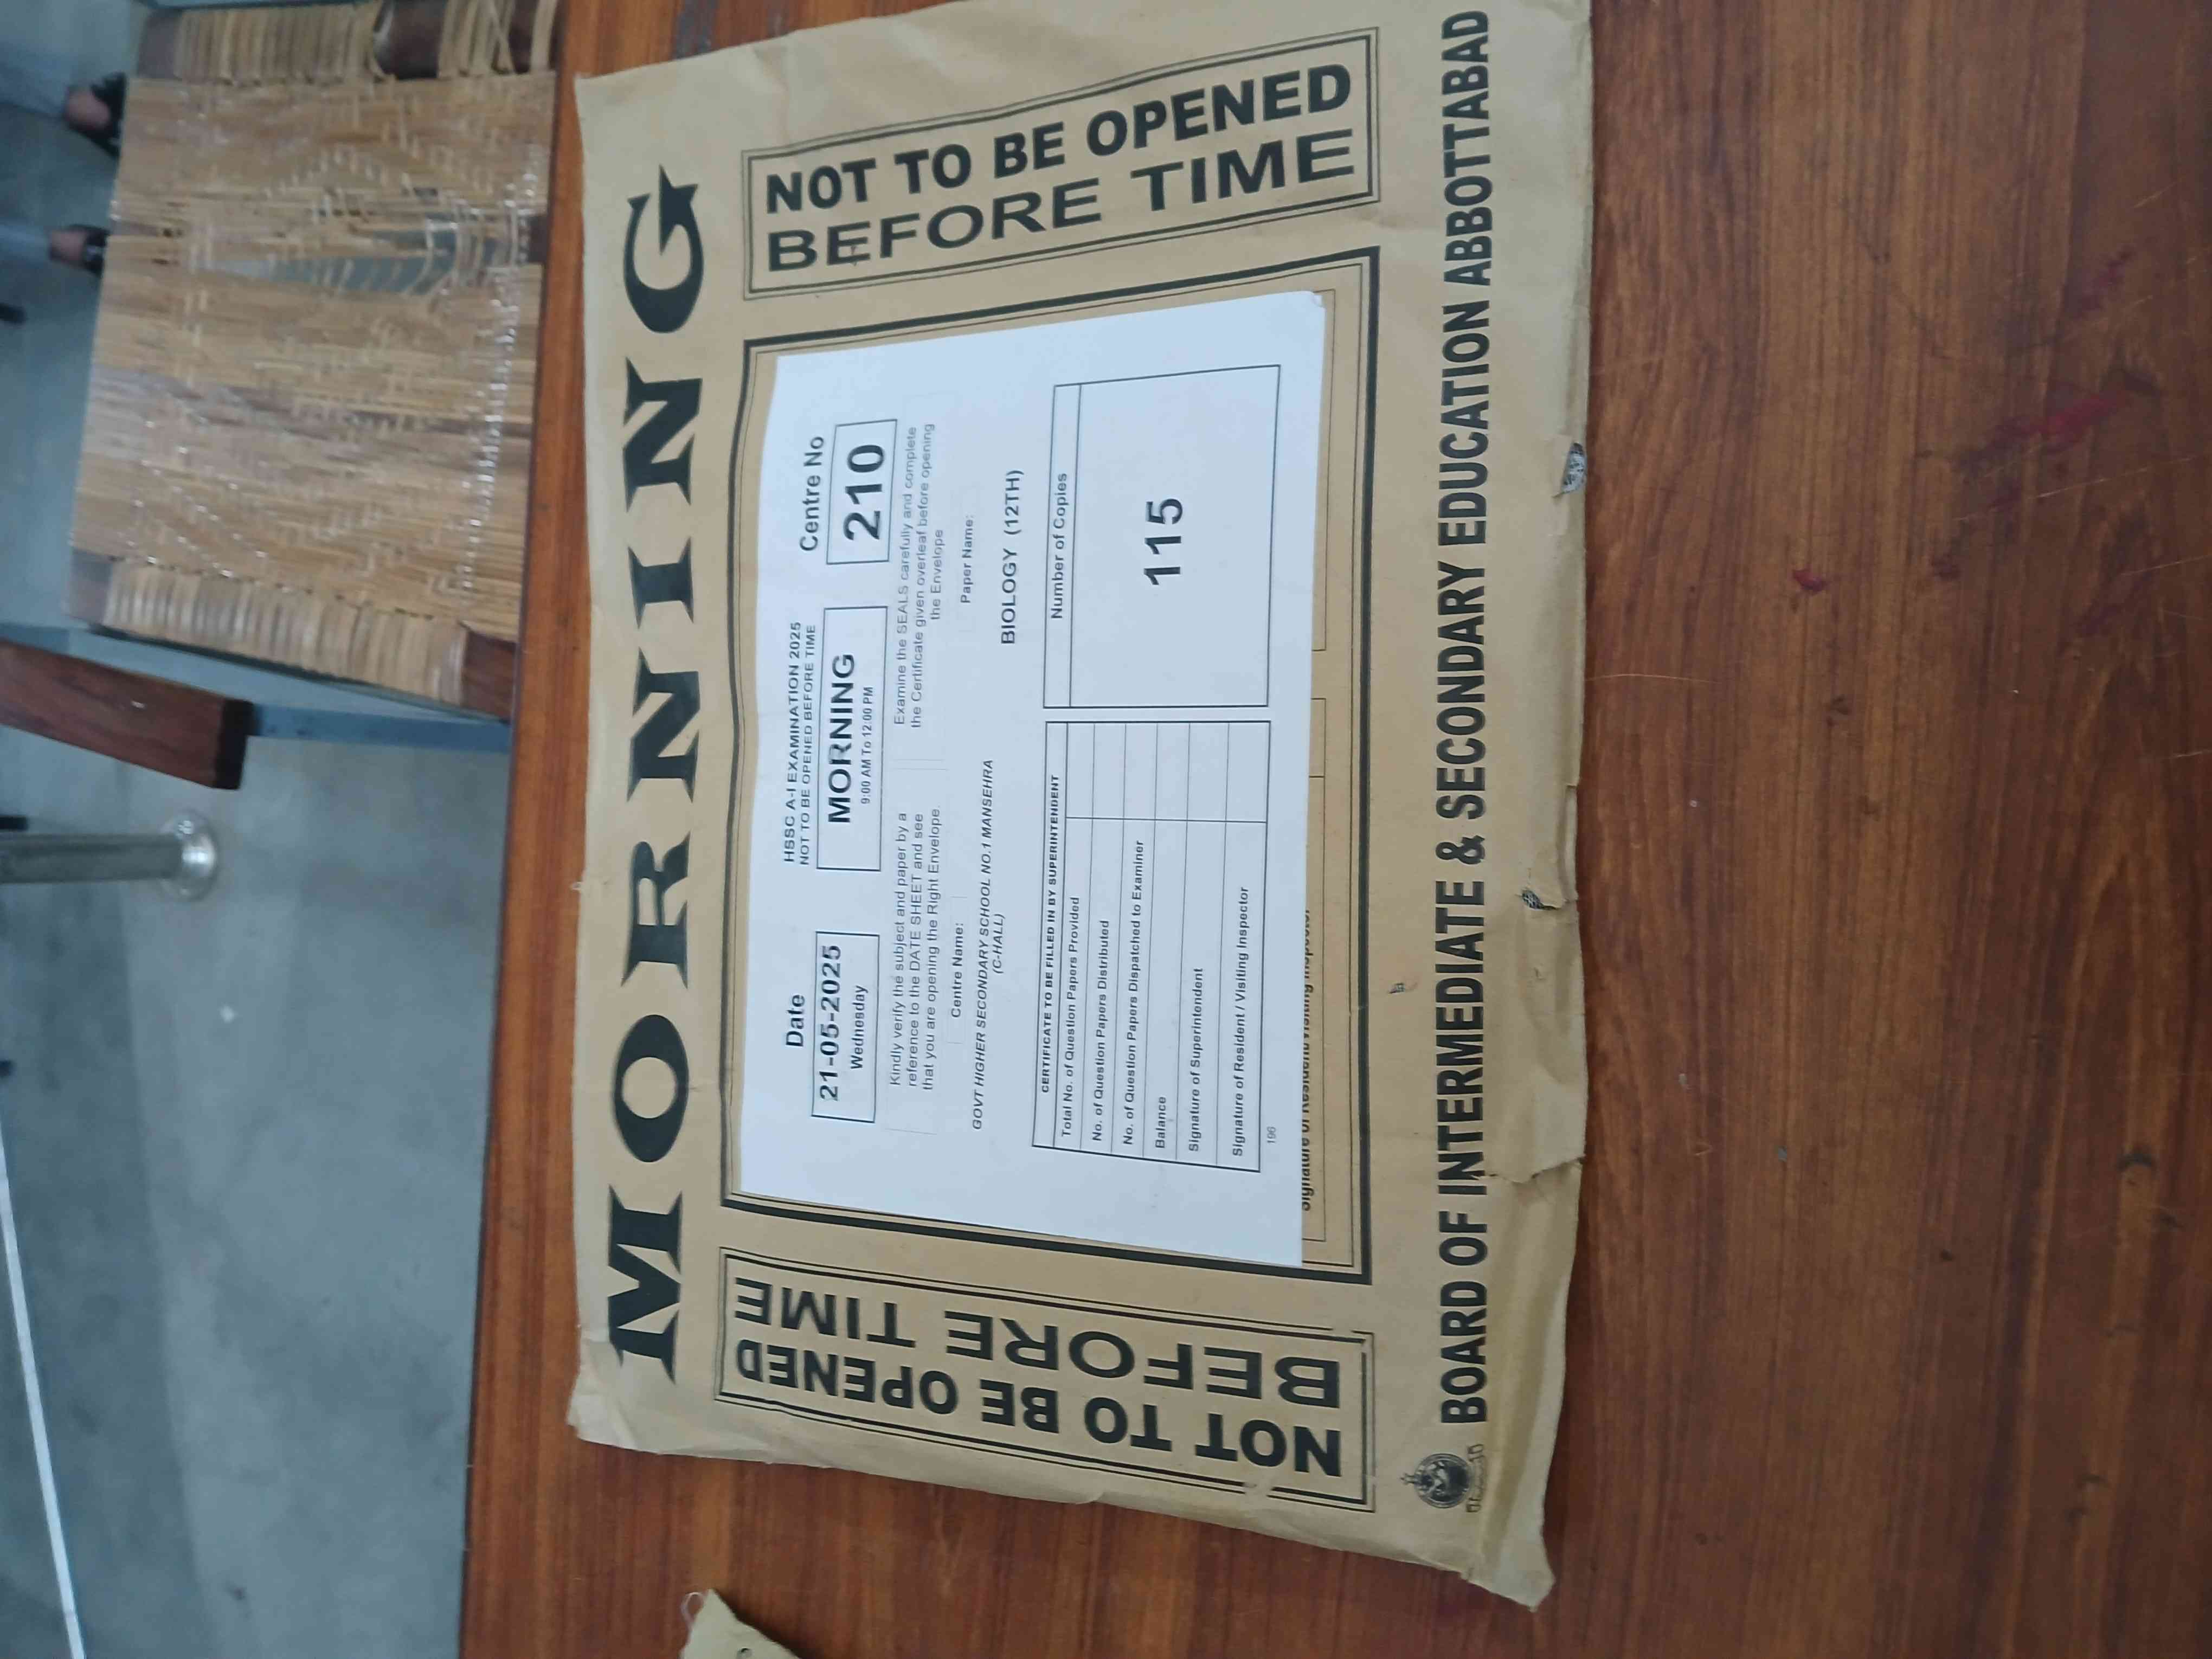 MORNING
NOT TO BE OPENED
BEFORE TIME
HSSC A-I EXAMINATION 2025
NOT TO BE OPENED BEFORE TIME
Date
21-05-2025
Wednesday
MORNING
9:00 AM To 12:00 PM
Centre No
210
Kindly verify the subject and paper by a
reference to the DATE SHEET and see
that you are opening the Right Envelope.
Examine the SEALS carefully and complete
the Certificate given overleaf before opening
the Envelope
Centre Name:
GOVT HIGHER SECONDARY SCHOOL NO.1 MANSEHRA
(C-HALL)
Paper Name:
BIOLOGY (12TH)
CERTIFICATE TO BE FILLED IN BY SUPERINTENDENT
Total No. of Question Papers Provided
No. of Question Papers Distributed
No. of Question Papers Dispatched to Examiner
Balance
Signature of Superintendent
Signature of Resident / Visiting Inspector
Number of Copies
115
196
Signature of Resident/Visiting Inspector
NOT TO BE OPENED
BEFORE TIME
BOARD OF INTERMEDIATE & SECONDARY EDUCATION ABBOTTABAD